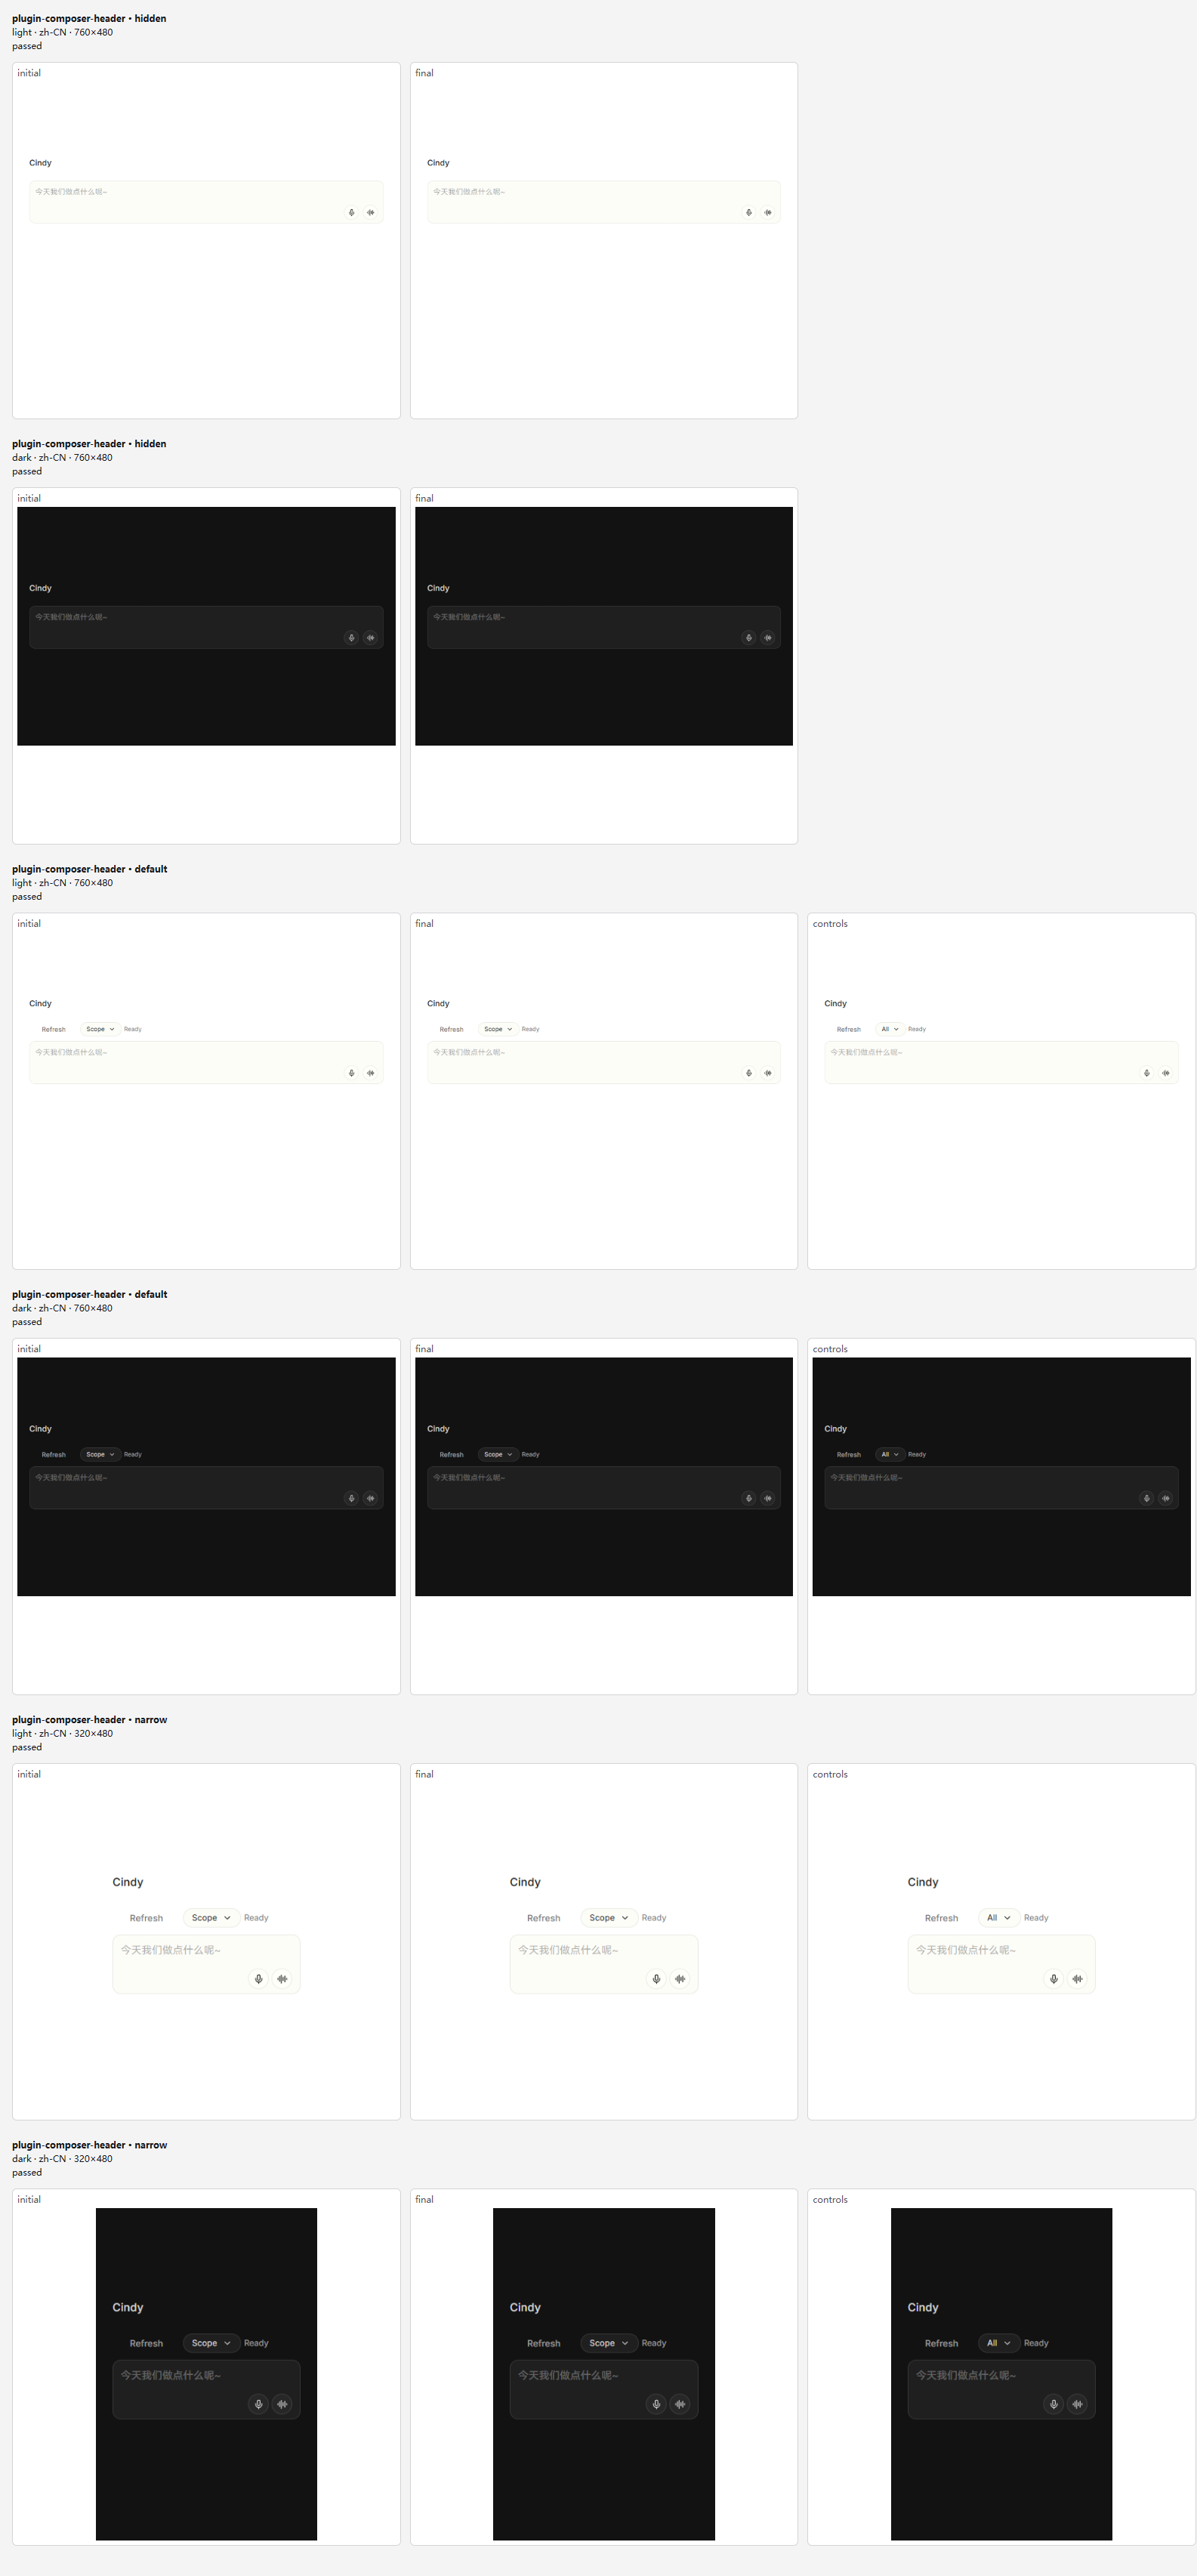 plugin-composer-header • hidden
light · zh-CN · 760×480
passed
initial
final
Cindy
Cindy
今天我们做点什么呢~
今天我们做点什么呢~
plugin-composer-header • hidden
dark · zh-CN · 760×480
passed
initial
final
Cindy
Cindy
今天我们做点什么呢~
今天我们做点什么呢~
plugin-composer-header • default
light · zh-CN · 760×480
passed
initial
final
controls
Cindy
Cindy
Cindy
Refresh Scope Ready
Refresh Scope Ready
Refresh All Ready
今天我们做点什么呢~
今天我们做点什么呢~
今天我们做点什么呢~
plugin-composer-header • default
dark · zh-CN · 760×480
passed
initial
final
controls
Cindy
Cindy
Cindy
Refresh Scope Ready
Refresh Scope Ready
Refresh All Ready
今天我们做点什么呢~
今天我们做点什么呢~
今天我们做点什么呢~
plugin-composer-header • narrow
light · zh-CN · 320×480
passed
initial
final
controls
Cindy
Cindy
Cindy
Refresh Scope Ready
Refresh Scope Ready
Refresh All Ready
今天我们做点什么呢~
今天我们做点什么呢~
今天我们做点什么呢~
plugin-composer-header • narrow
dark · zh-CN · 320×480
passed
initial
final
controls
Cindy
Cindy
Cindy
Refresh Scope Ready
Refresh Scope Ready
Refresh All Ready
今天我们做点什么呢~
今天我们做点什么呢~
今天我们做点什么呢~